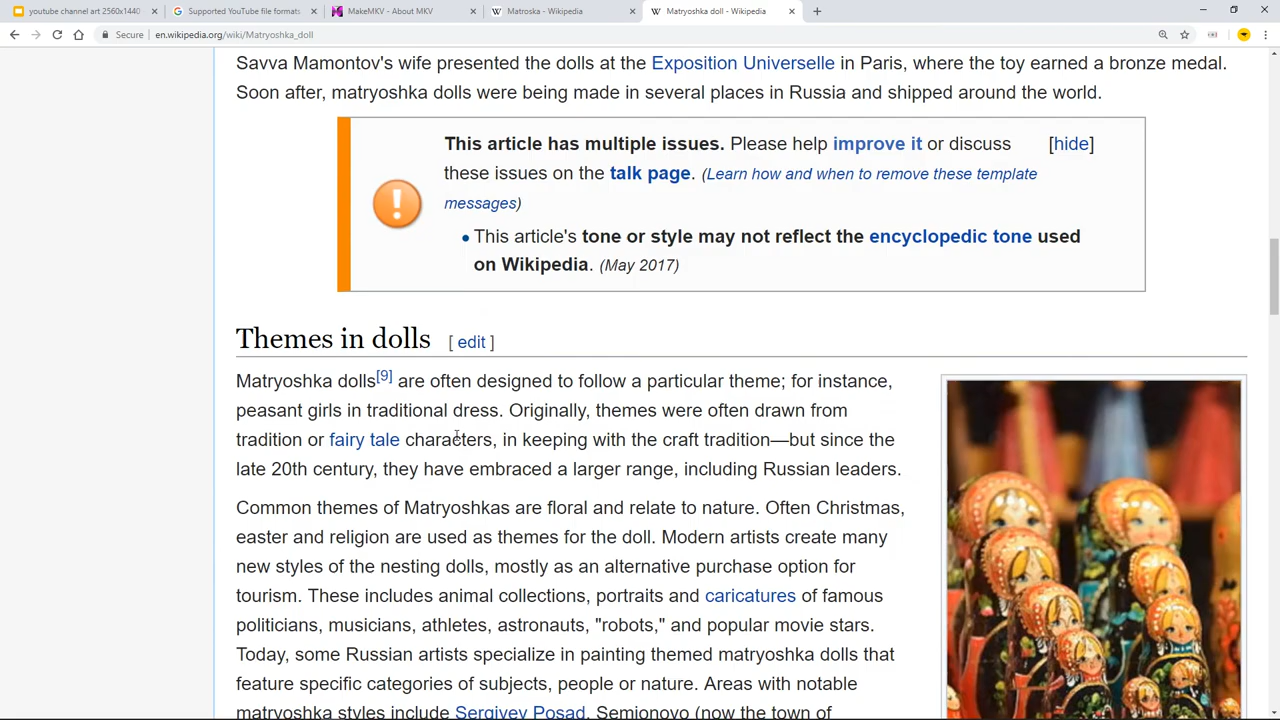 youtube channel art 2560x1440
Supported YouTube file formats
MakeMKV - About MKV
Matroska - Wikipedia
Matryoshka doll - Wikipedia
Secure
en.wikipedia.org/wiki/Matryoshka_doll
Savva Mamontov's wife presented the dolls at the Exposition Universelle in Paris, where the toy earned a bronze medal.
Soon after, matryoshka dolls were being made in several places in Russia and shipped around the world.
This article has multiple issues. Please help improve it or discuss [hide]
these issues on the talk page. (Learn how and when to remove these template
messages)
• This article's tone or style may not reflect the encyclopedic tone used
on Wikipedia. (May 2017)
Themes in dolls [ edit ]
Matryoshka dolls[9] are often designed to follow a particular theme; for instance,
peasant girls in traditional dress. Originally, themes were often drawn from
tradition or fairy tale characters, in keeping with the craft tradition—but since the
late 20th century, they have embraced a larger range, including Russian leaders.
Common themes of Matryoshkas are floral and relate to nature. Often Christmas,
easter and religion are used as themes for the doll. Modern artists create many
new styles of the nesting dolls, mostly as an alternative purchase option for
tourism. These includes animal collections, portraits and caricatures of famous
politicians, musicians, athletes, astronauts, "robots," and popular movie stars.
Today, some Russian artists specialize in painting themed matryoshka dolls that
feature specific categories of subjects, people or nature. Areas with notable
matryoshka styles include Sergiyev Posad, Semionovo (now the town of